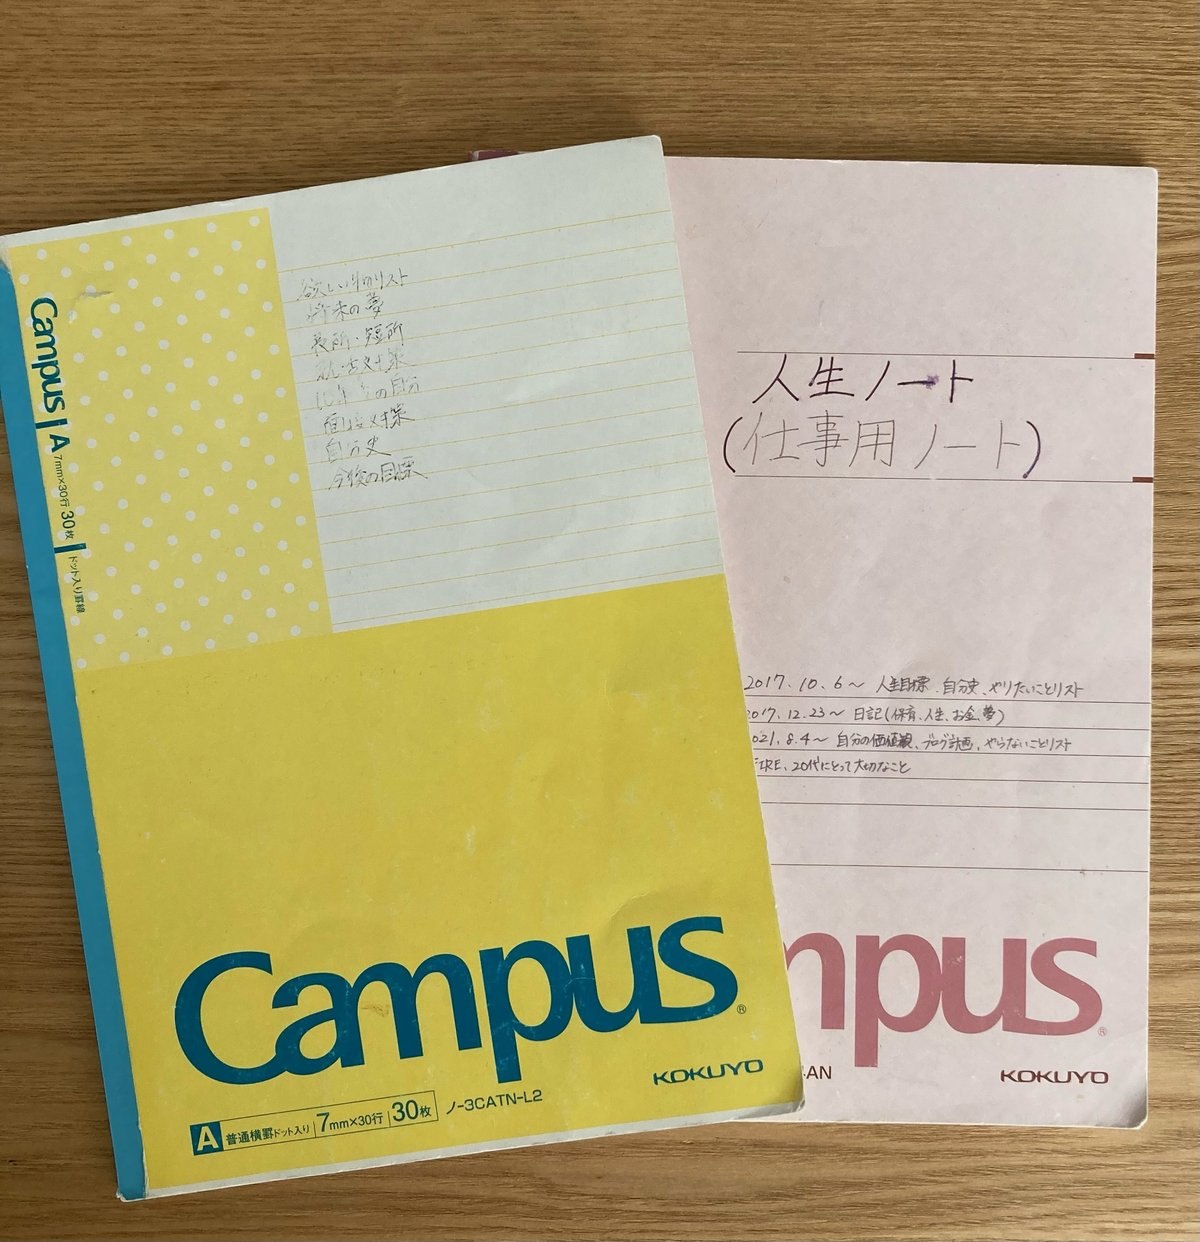 Campus A 7mm×30行 30枚 ドット入り罫線
欲しい物リスト
将来の夢
長所・短所
就活対策
10年後の自分
面接対策
自分史
今後の目標
Campus
KOKUYO
A 普通横罫ドット入り 7mm×30行 30枚 ノ-3CATN-L2
人生ノート
(仕事用ノート)
2017.10.6~ 人生目標、自分史、やりたいことリスト
2017.12.23~ 日記(保育、人生、お金、夢)
2021.8.4~ 自分の価値観、ブログ計画、やらないことリスト
FIRE、20代にとって大切なこと
mpus
KOKUYO
AN